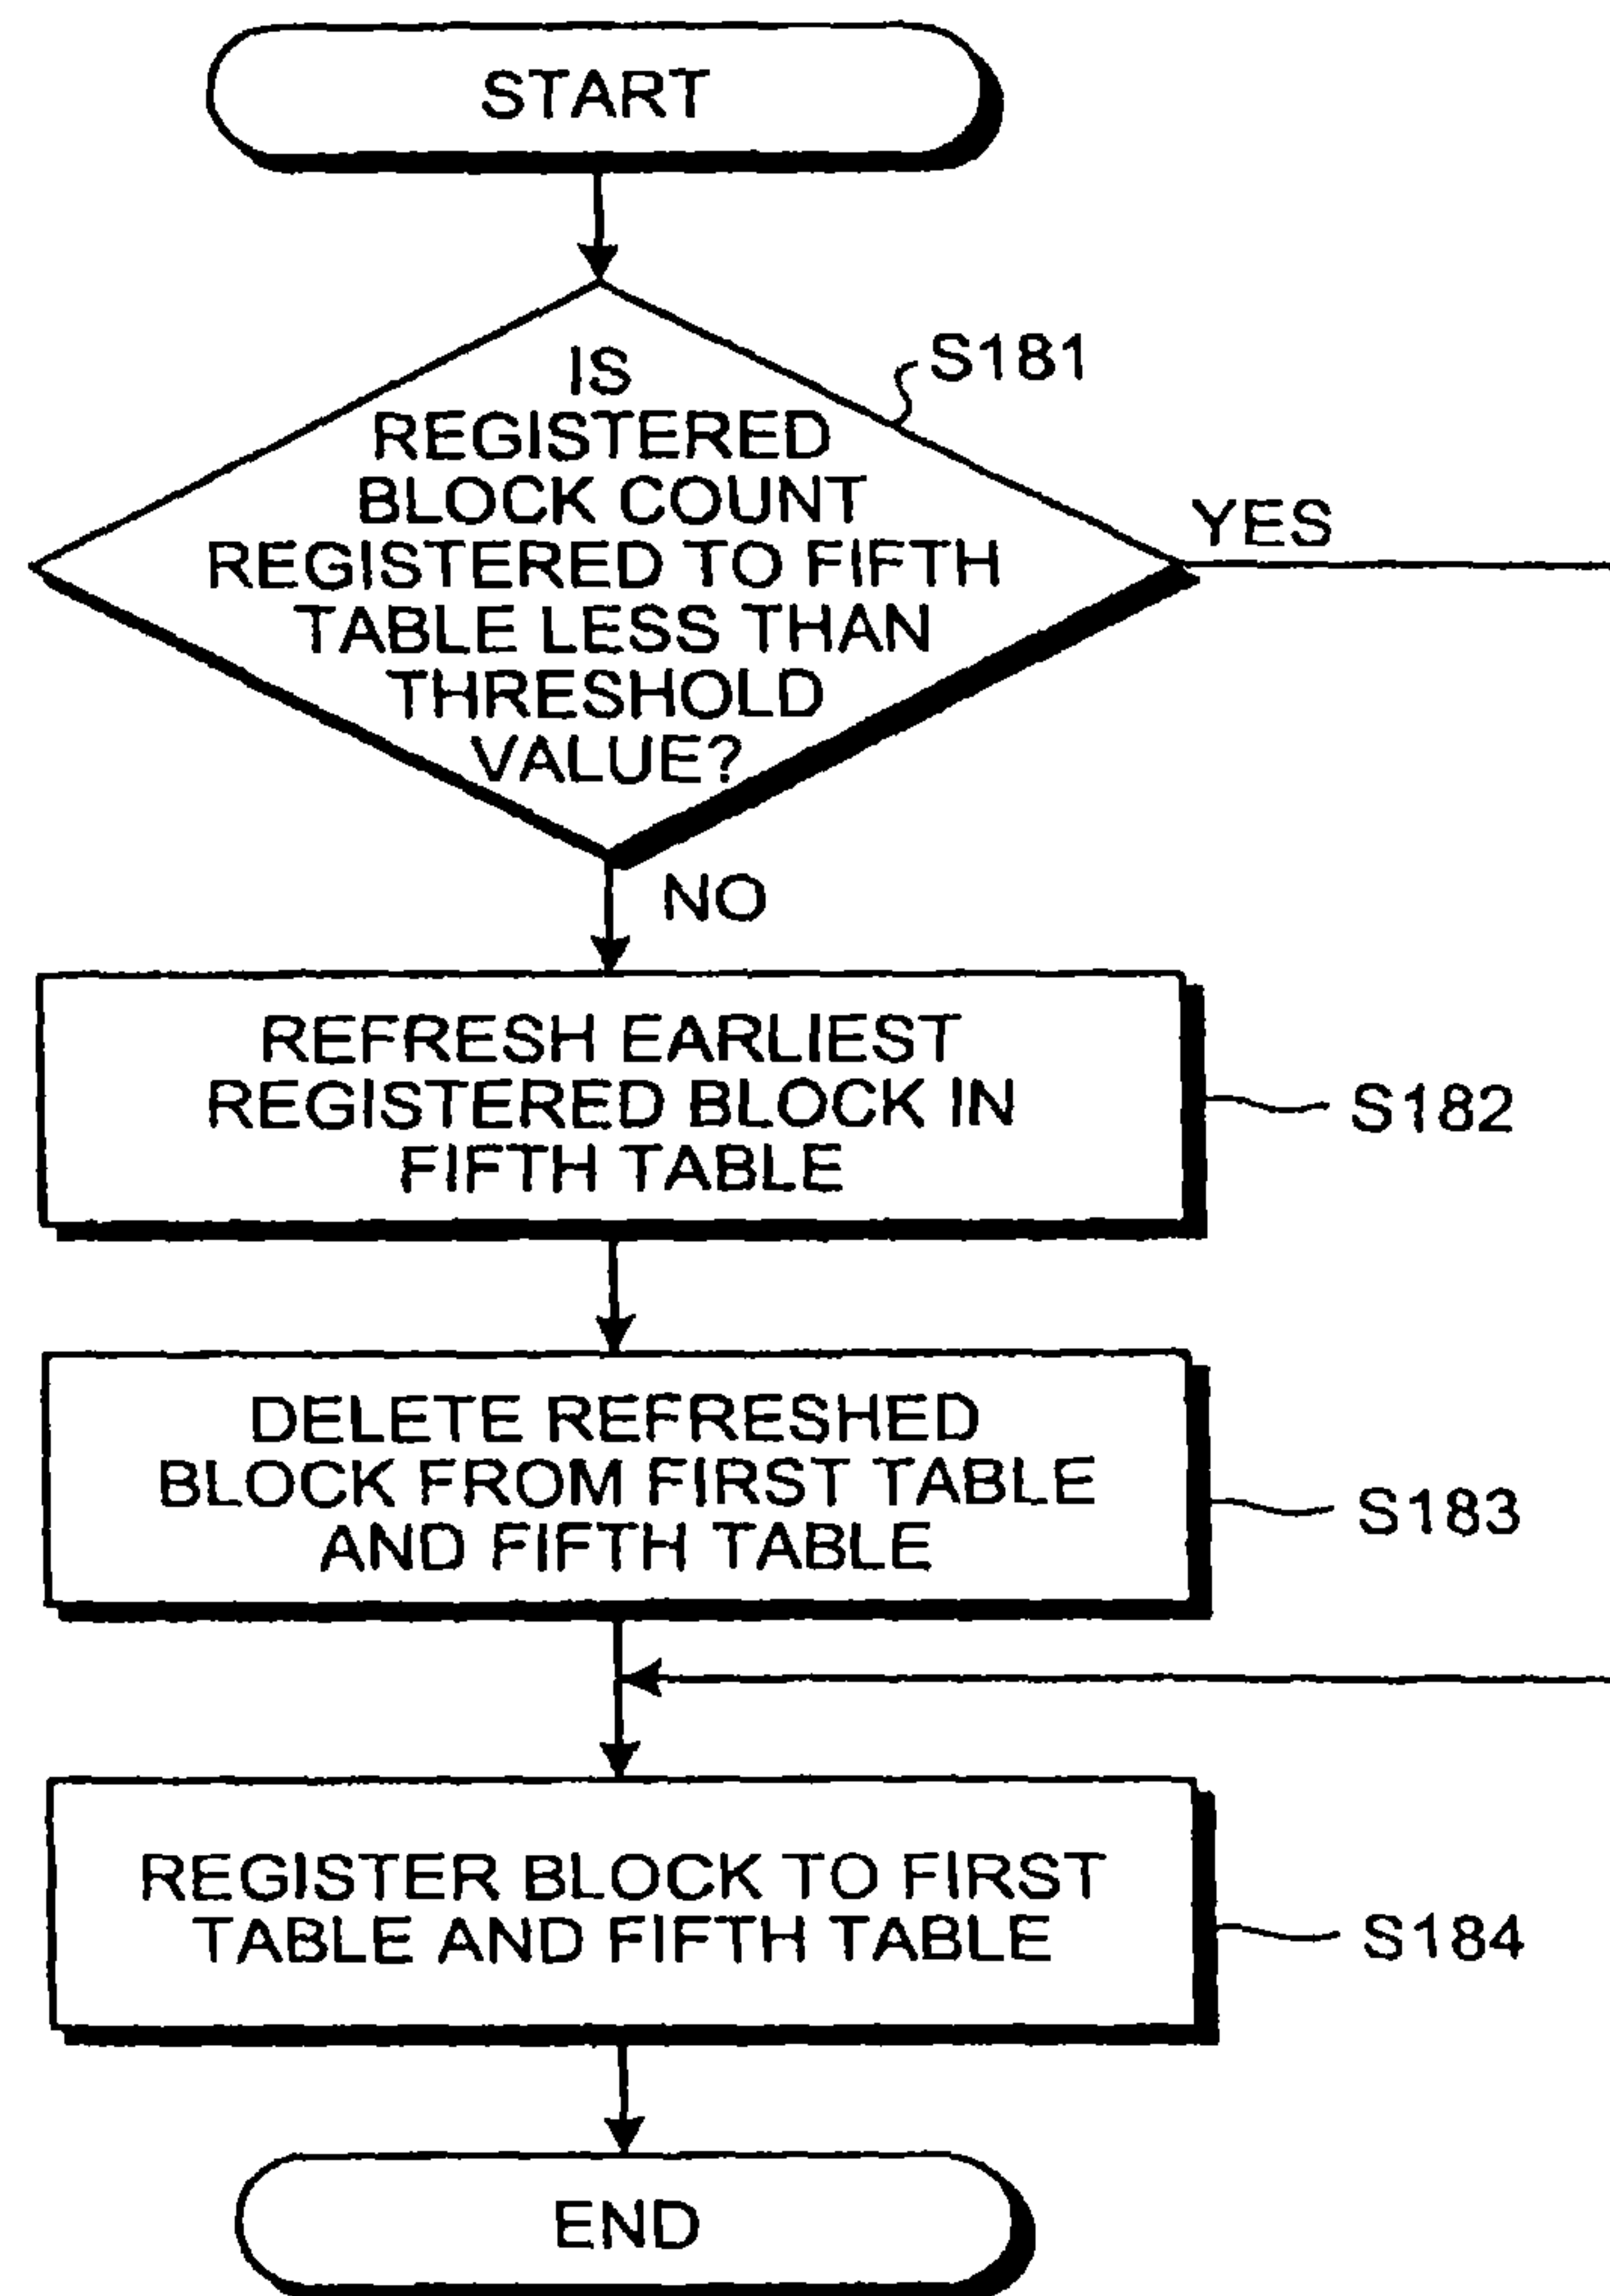 START
IS
REGISTERED
BLOCK COUNT
REGISTERED TO FIFTH
TABLE LESS THAN
THRESHOLD
VALUE?
S181
YES
NO
REFRESH EARLIEST
REGISTERED BLOCK IN
FIFTH TABLE
S182
DELETE REFRESHED
BLOCK FROM FIRST TABLE
AND FIFTH TABLE
S183
REGISTER BLOCK TO FIRST
TABLE AND FIFTH TABLE
S184
END